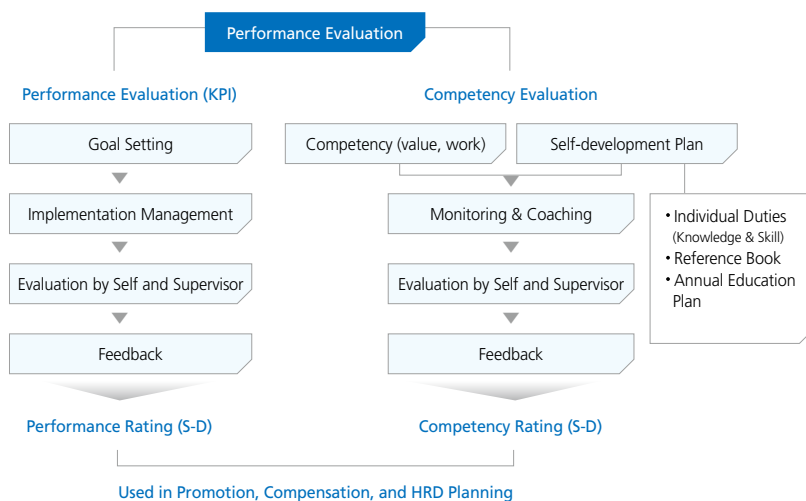 Performance Evaluation
Performance Evaluation (KPI)
Competency Evaluation
Goal Setting
Competency (value, work)
Self-development Plan
Implementation Management
Monitoring & Coaching
• Individual Duties
(Knowledge & Skill)
• Reference Book
• Annual Education
Plan
Evaluation by Self and Supervisor
Evaluation by Self and Supervisor
Feedback
Feedback
Performance Rating (S-D)
Competency Rating (S-D)
Used in Promotion, Compensation, and HRD Planning